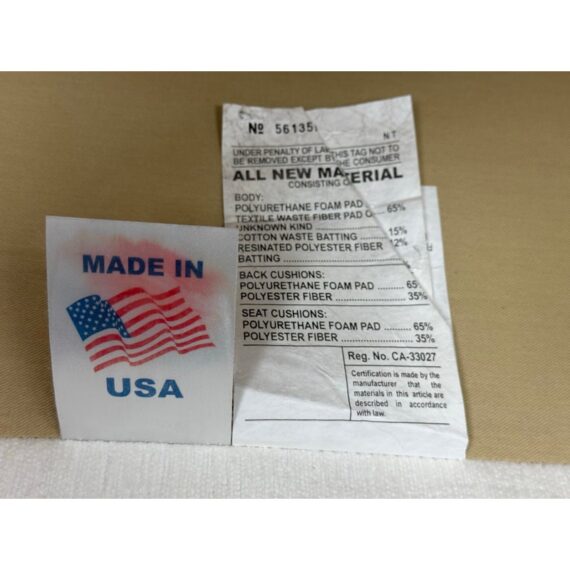 MADE IN
USA
Nº 56135
NT
UNDER PENALTY OF LAW THIS TAG NOT TO
BE REMOVED EXCEPT BY THE CONSUMER
ALL NEW MATERIAL
CONSISTING O
BODY:
POLYURETHANE FOAM PAD ... 65%
TEXTILE WASTE FIBER PAD O
UNKNOWN KIND
COTTON WASTE BATTING ... 15%
RESINATED POLYESTER FIBER 12%
BATTING
BACK CUSHIONS:
POLYURETHANE FOAM PAD ........ 65
POLYESTER FIBER ........ 35%
SEAT CUSHIONS:
POLYURETHANE FOAM PAD ........ 65%
POLYESTER FIBER ........ 35%
Reg. No. CA-33027
Certification is made by the
manufacturer that the
materials in this article are
described in accordance
with law.